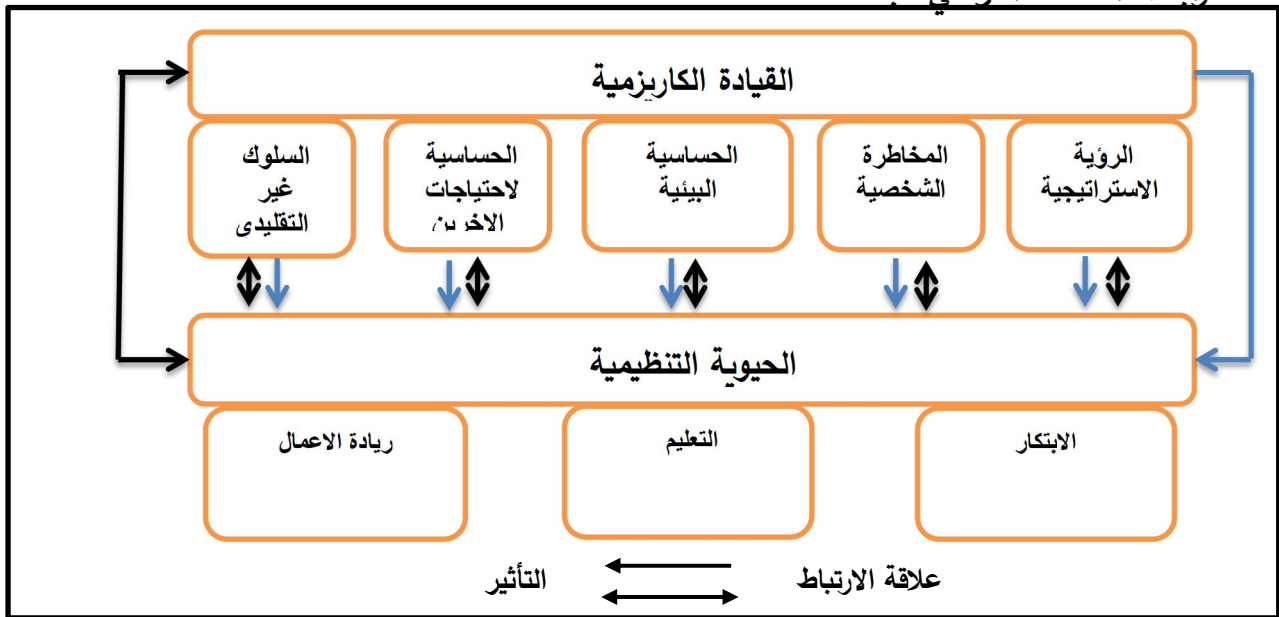 القيادة الكاريزمية
الرؤية
الاستراتيجية
المخاطرة
الشخصية
الحساسية
البيئية
الحساسية
لاحتياجات
الاخرين
السلوك
غير
التقليدى
الحيوية التنظيمية
الابتكار
التعليم
ريادة الاعمال
علاقة الارتباط
التأثير